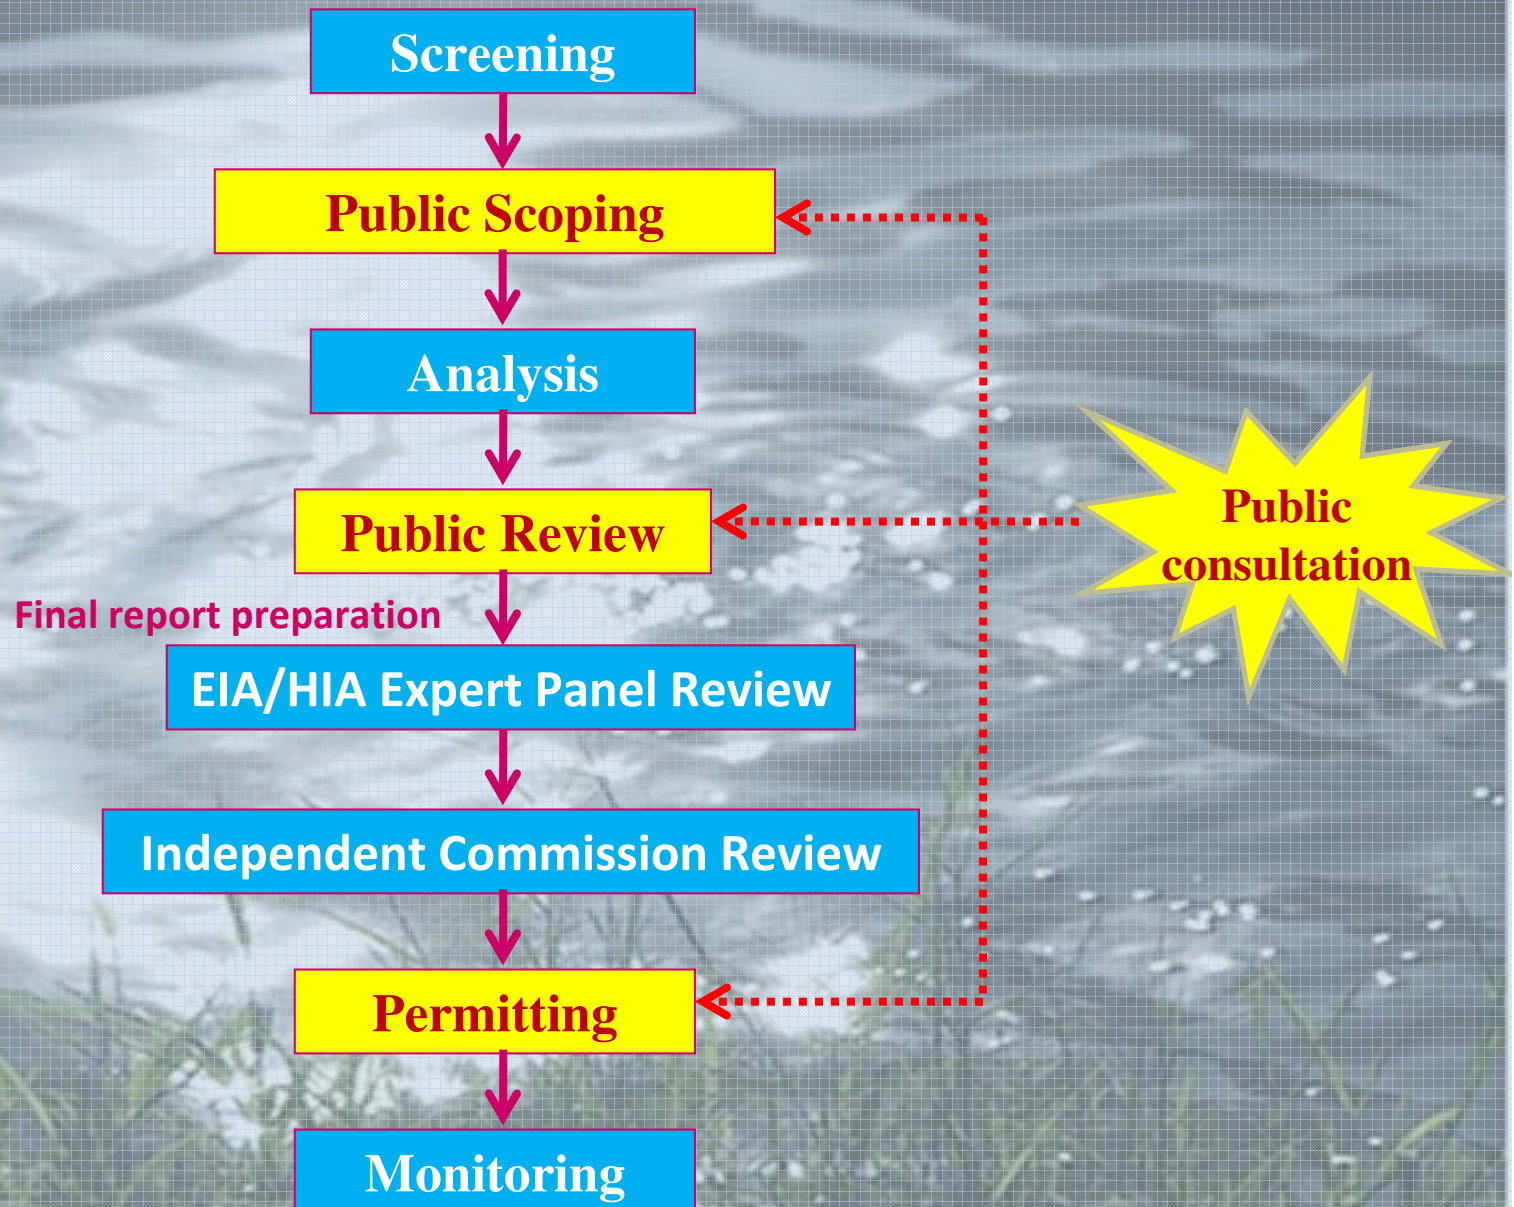 Screening
Public Scoping
Analysis
Public Review
Public
consultation
Final report preparation
EIA/HIA Expert Panel Review
Independent Commission Review
Permitting
Monitoring